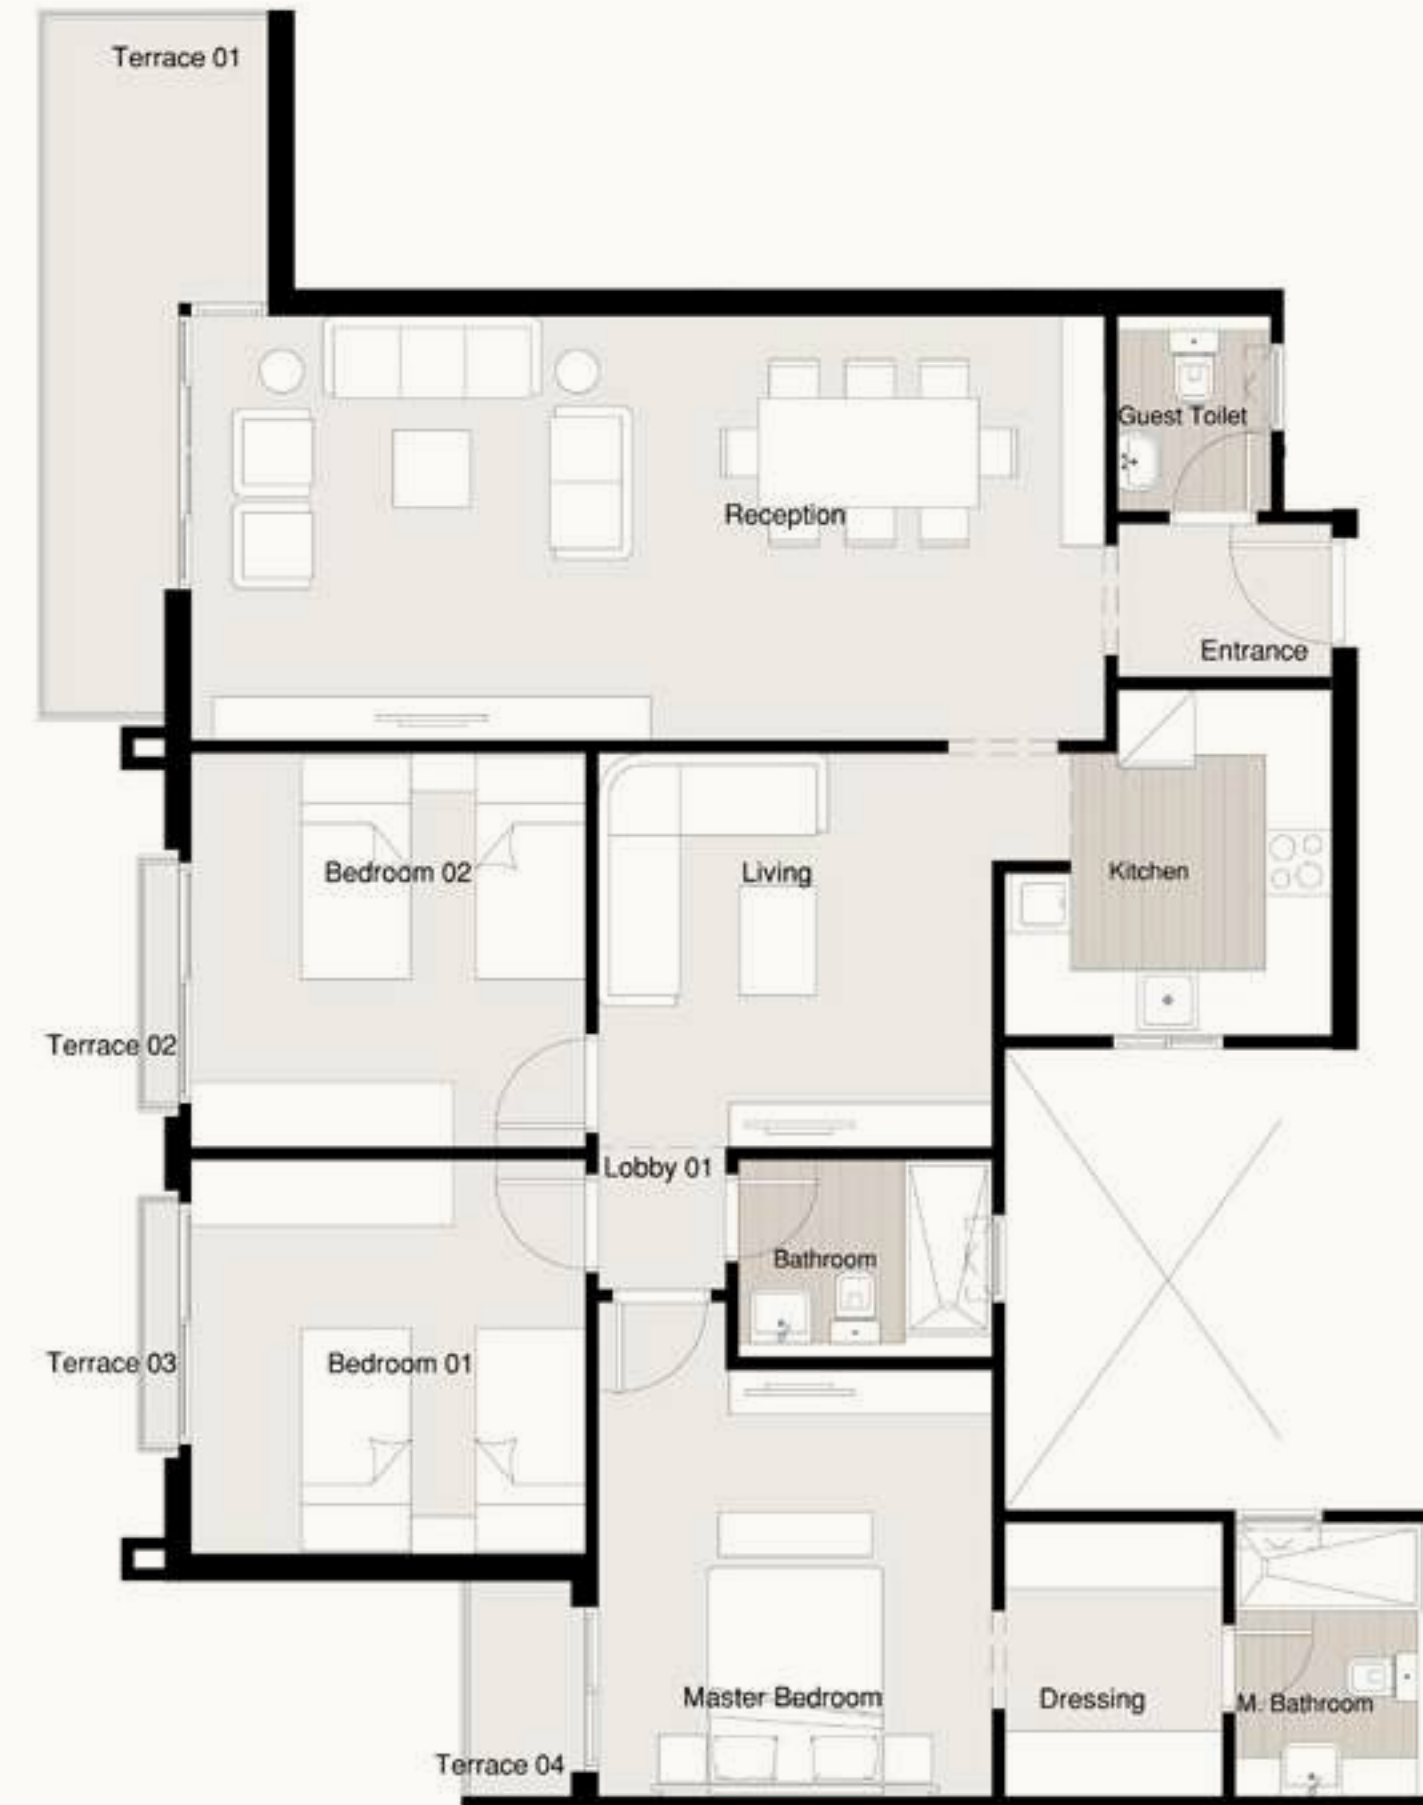 Terrace 01
Guest Toilet
Reception
Entrance
Bedroom 02
Living
Kitchen
Terrace 02
Lobby 01
Bathroom
Terrace 03
Bedroom 01
Master Bedroom
Dressing
M. Bathroom
Terrace 04